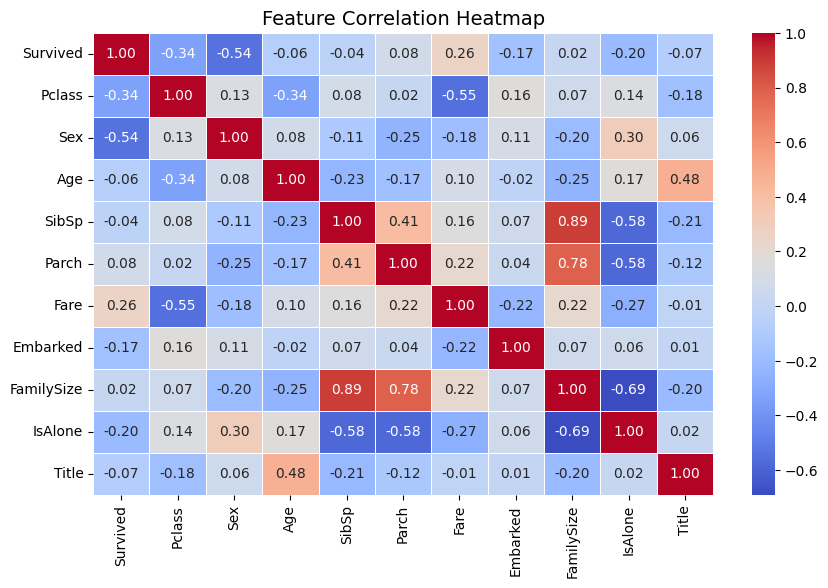 Feature Correlation Heatmap
Survived 1.00 -0.34 -0.54 -0.06 -0.04 0.08 0.26 -0.17 0.02 -0.20 -0.07
Pclass -0.34 1.00 0.13 -0.34 0.08 0.02 -0.55 0.16 0.07 0.14 -0.18
Sex -0.54 0.13 1.00 0.08 -0.11 -0.25 -0.18 0.11 -0.20 0.30 0.06
Age -0.06 -0.34 0.08 1.00 -0.23 -0.17 0.10 -0.02 -0.25 0.17 0.48
SibSp -0.04 0.08 -0.11 -0.23 1.00 0.41 0.16 0.07 0.89 -0.58 -0.21
Parch 0.08 0.02 -0.25 -0.17 0.41 1.00 0.22 0.04 0.78 -0.58 -0.12
Fare 0.26 -0.55 -0.18 0.10 0.16 0.22 1.00 -0.22 0.22 -0.27 -0.01
Embarked -0.17 0.16 0.11 -0.02 0.07 0.04 -0.22 1.00 0.07 0.06 0.01
FamilySize 0.02 0.07 -0.20 -0.25 0.89 0.78 0.22 0.07 1.00 -0.69 -0.20
IsAlone -0.20 0.14 0.30 0.17 -0.58 -0.58 -0.27 0.06 -0.69 1.00 0.02
Title -0.07 -0.18 0.06 0.48 -0.21 -0.12 -0.01 0.01 -0.20 0.02 1.00
Survived Pclass Sex Age SibSp Parch Fare Embarked FamilySize IsAlone Title
1.0
0.8
0.6
0.4
0.2
0.0
−0.2
−0.4
−0.6